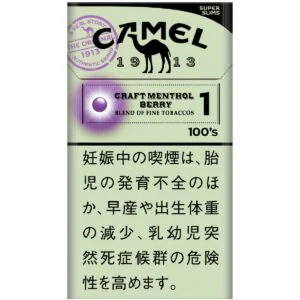 SUPER
SLIMS
THE ORIGINAL
1913
CAMEL
1913
CRAFT MENTHOL
BERRY
BLEND OF FINE TOBACCOS
1
100's
妊娠中の喫煙は、胎
児の発育不全のほ
か、早産や出生体重
の減少、乳幼児突
然死症候群の危険
性を高めます。